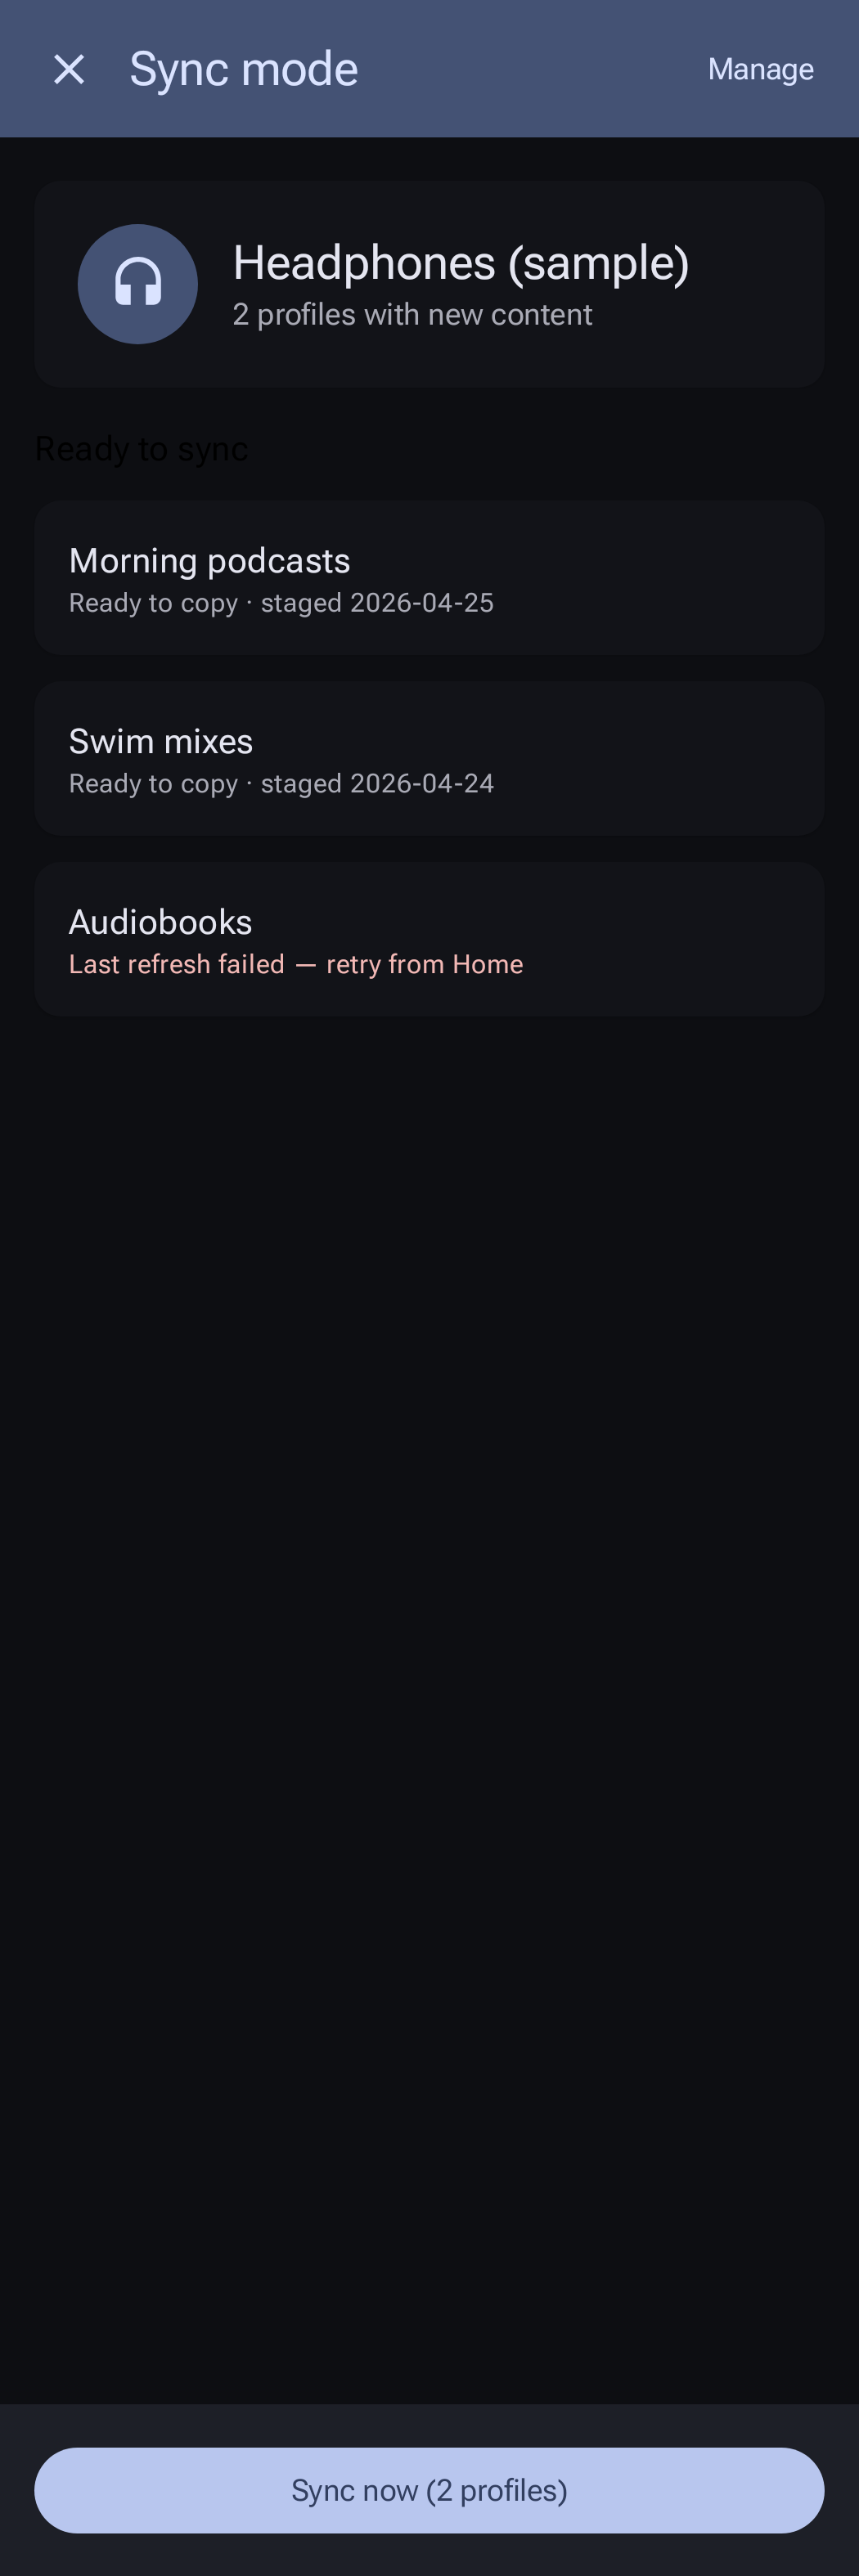 Sync mode
Manage
Headphones (sample)
2 profiles with new content
Ready to sync
Morning podcasts
Ready to copy · staged 2026-04-25
Swim mixes
Ready to copy · staged 2026-04-24
Audiobooks
Last refresh failed — retry from Home
Sync now (2 profiles)